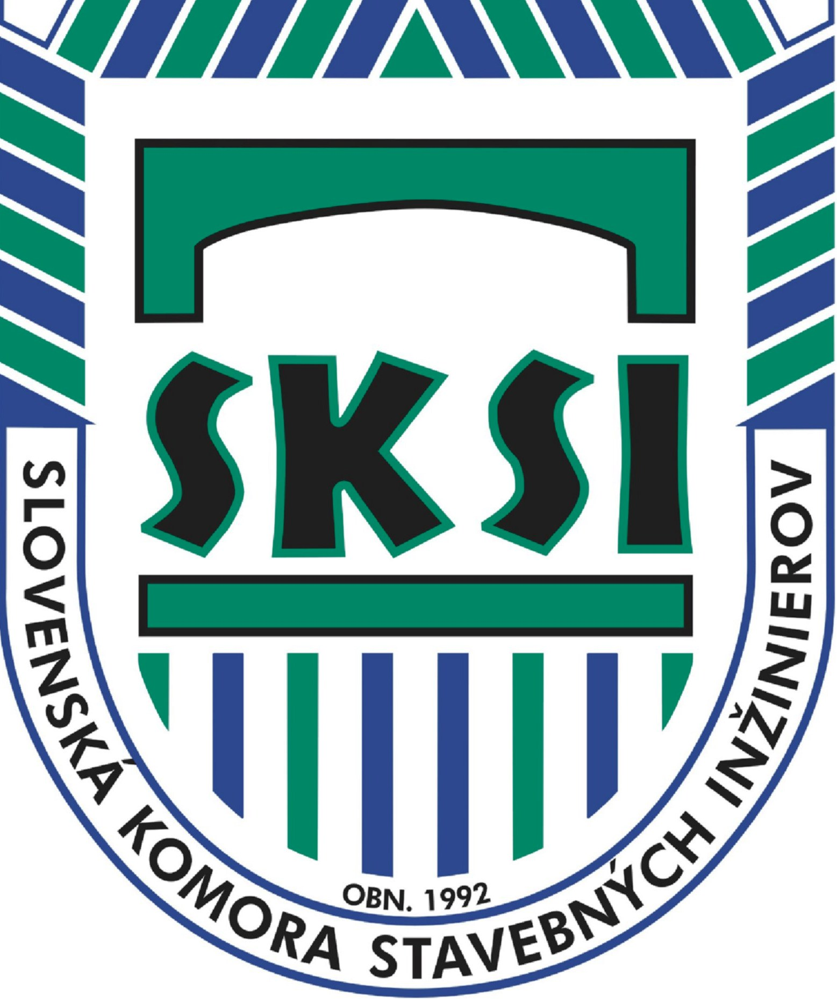 SKSI
OBN. 1992
SLOVENSKÁ KOMORA STAVEBNÝCH INŽINIEROV